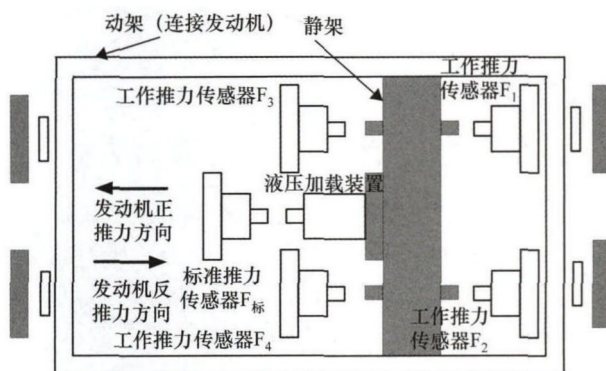 动架（连接发动机）
静架
工作推力
传感器F1
工作推力传感器F3
液压加载装置
发动机正
推力方向
标准推力
传感器F标
发动机反
推力方向
工作推力
传感器F2
工作推力传感器F4